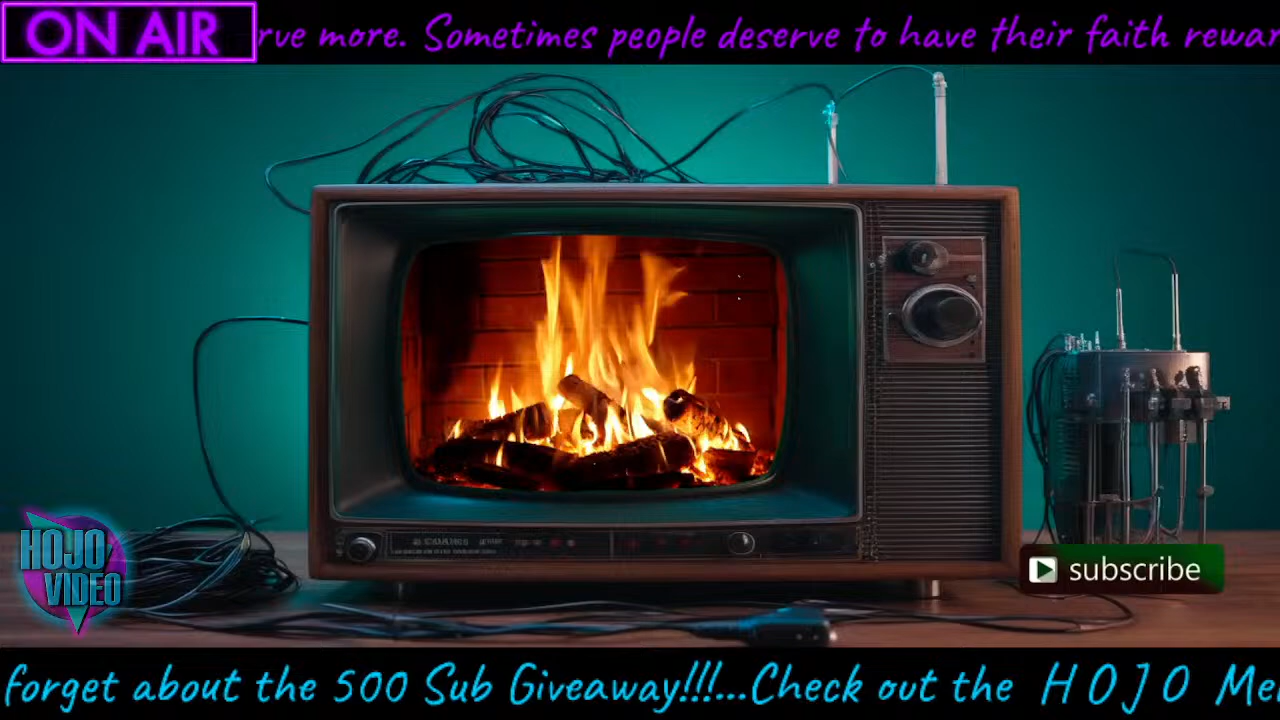 ON AIR
rue more. Sometimes people deserve to have their faith rewar
HOJO
VIDEO
subscribe
forget about the 500 Sub Giveaway!!!...Check out the H O J O Me